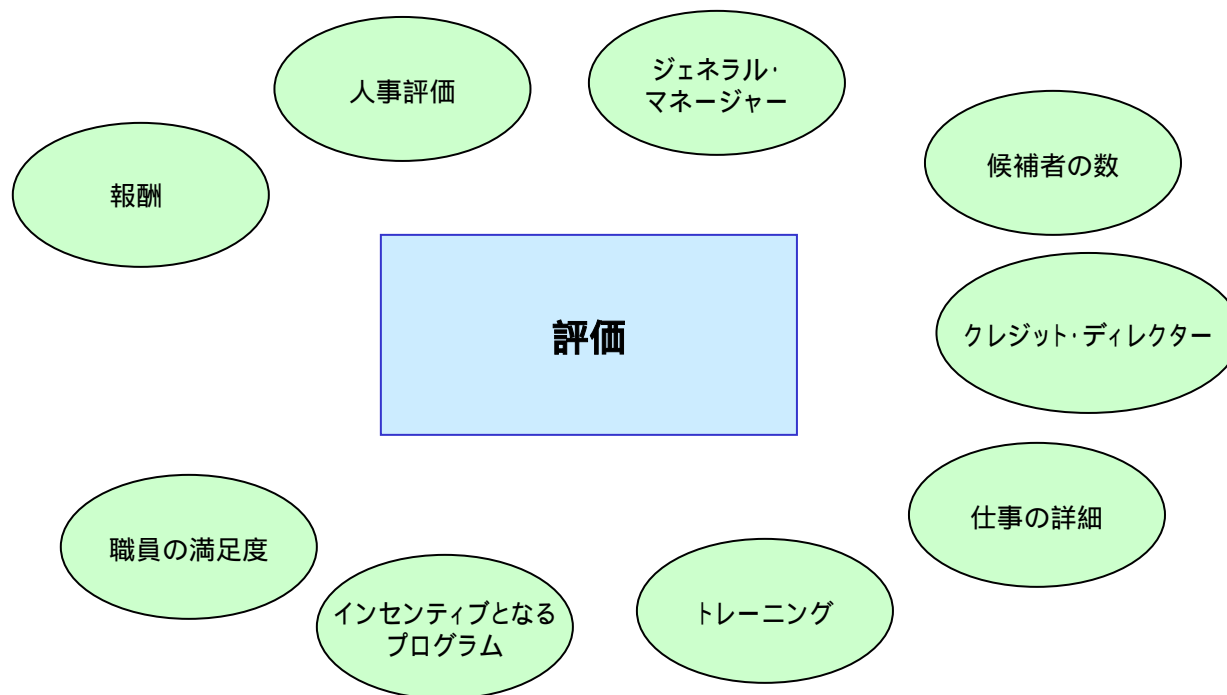 人事評価
ジェネラル・
マネージャー
報酬
候補者の数
評価
クレジット・ディレクター
仕事の詳細
職員の満足度
インセンティブとなる
プログラム
トレーニング